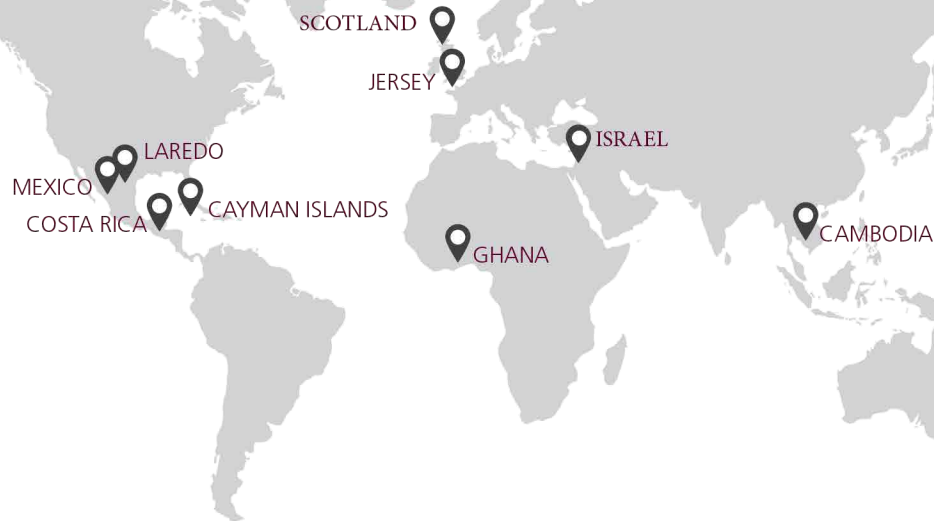 SCOTLAND
JERSEY
ISRAEL
LAREDO
MEXICO
CAYMAN ISLANDS
COSTA RICA
CAMBODIA
GHANA